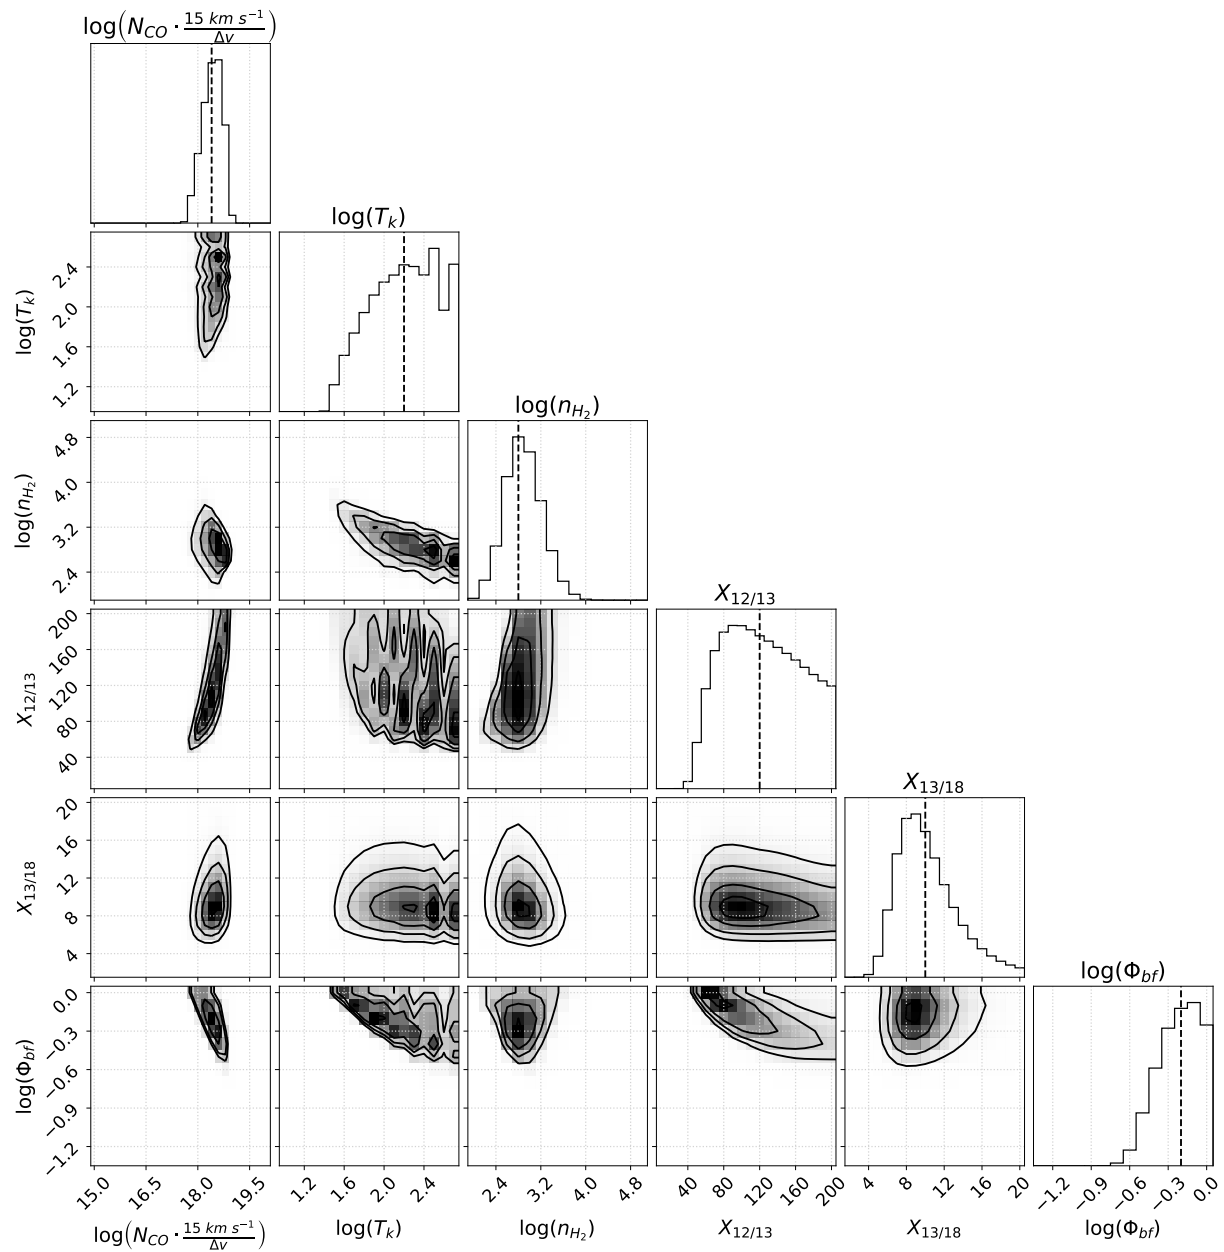 log(N_CO · 15 km s⁻¹/Δv)
log(T_k)
2.4
2.0
1.6
1.2
log(T_k)
log(n_H₂)
4.8
4.0
3.2
2.4
log(n_H₂)
X_12/13
200
160
120
80
40
X_12/13
X_13/18
20
16
12
8
4
X_13/18
log(Φ_bf)
0.0
−0.3
−0.6
−0.9
−1.2
log(Φ_bf)
15.0 16.5 18.0 19.5 1.2 1.6 2.0 2.4 2.4 3.2 4.0 4.8 40 80 120 160 200 4 8 12 16 20 −1.2 −0.9 −0.6 −0.3 0.0
log(N_CO · 15 km s⁻¹/Δv) log(T_k) log(n_H₂) X_12/13 X_13/18 log(Φ_bf)